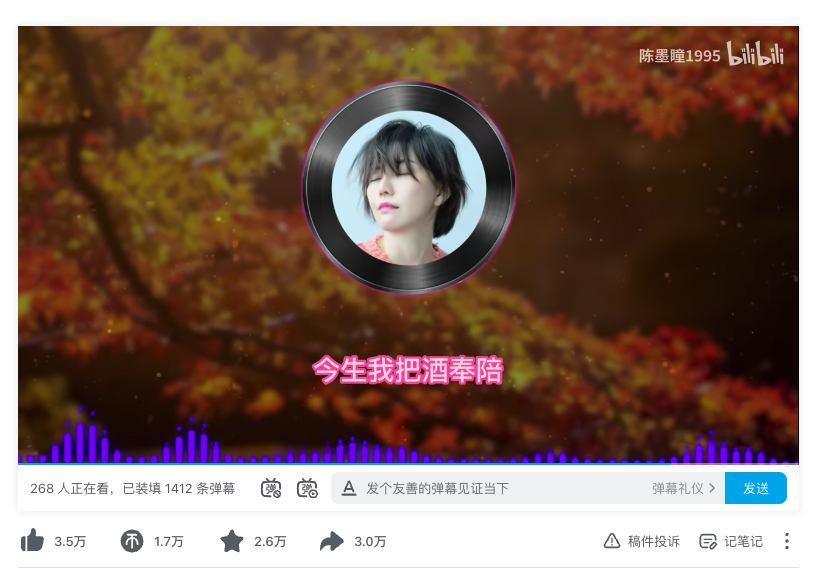 陈墨瞳1995 bilibili
今生我把酒奉陪
268 人正在看，已装填 1412 条弹幕 弹 弹 A 发个友善的弹幕见证当下 弹幕礼仪 > 发送
3.5万 币 1.7万 2.6万 3.0万 稿件投诉 记笔记